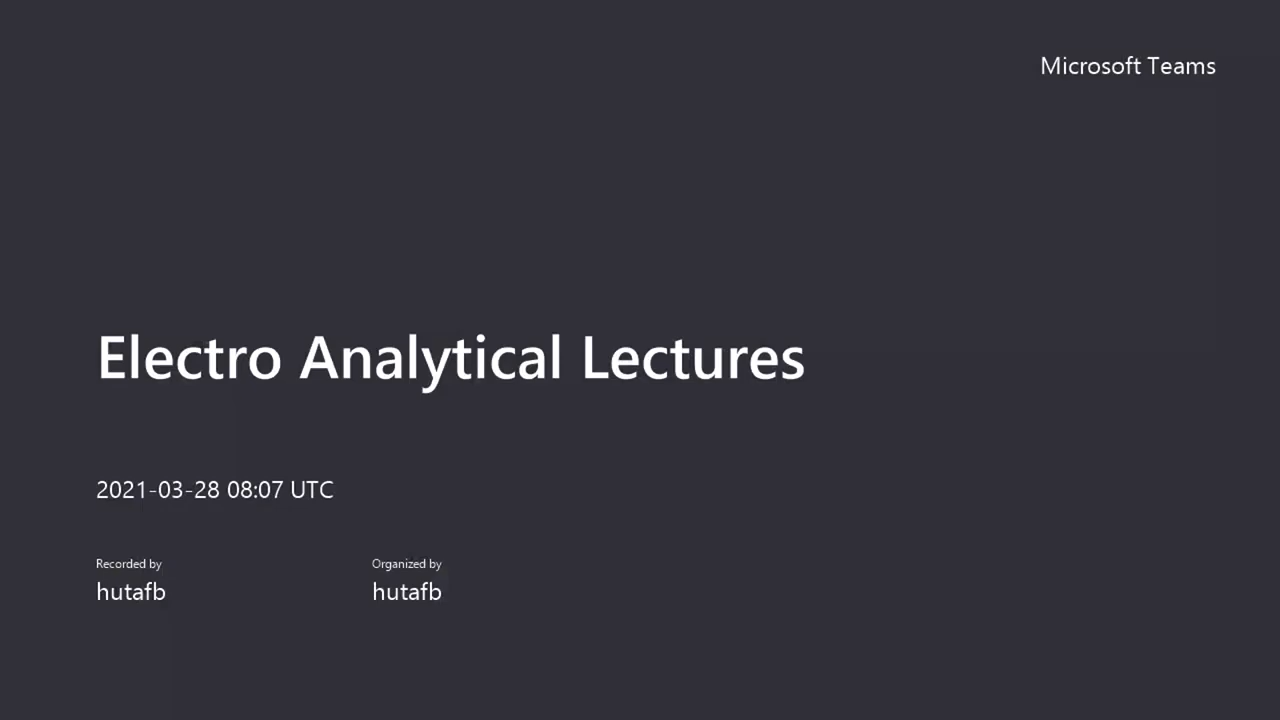 Microsoft Teams
Electro Analytical Lectures
2021-03-28 08:07 UTC
Recorded by
hutafb
Organized by
hutafb